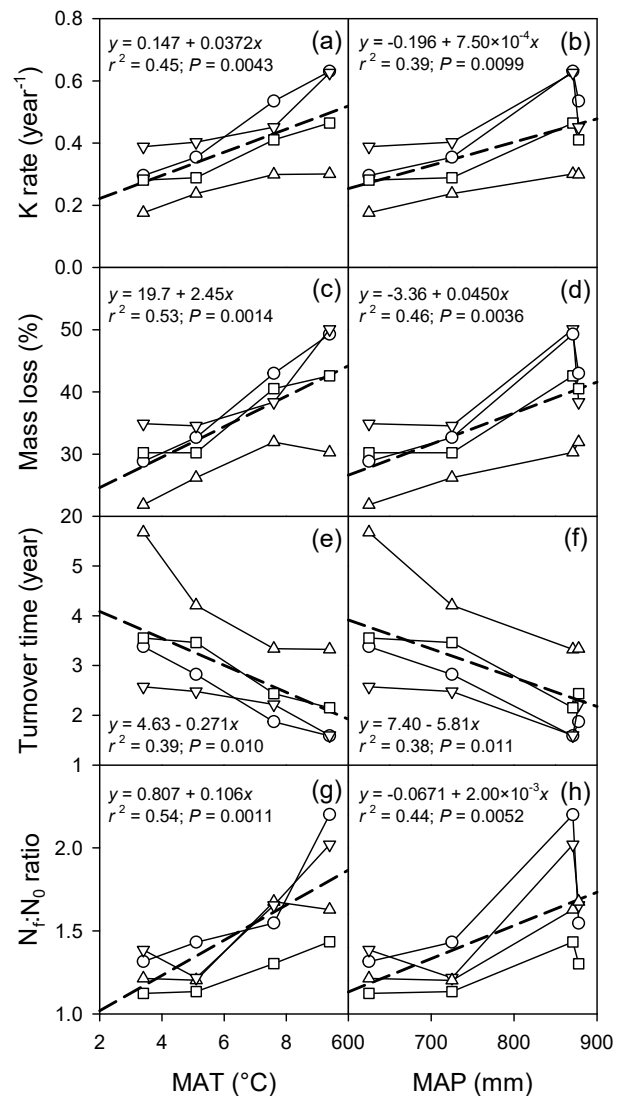 y = 0.147 + 0.0372x
r² = 0.45; P = 0.0043
(a)
y = -0.196 + 7.50×10⁻⁴x
r² = 0.39; P = 0.0099
(b)
K rate (year⁻¹)
0.8
0.6
0.4
0.2
0.0
y = 19.7 + 2.45x
r² = 0.53; P = 0.0014
(c)
y = -3.36 + 0.0450x
r² = 0.46; P = 0.0036
(d)
Mass loss (%)
50
40
30
20
(e)
(f)
Turnover time (year)
5
4
3
2
1
y = 4.63 - 0.271x
r² = 0.39; P = 0.010
y = 7.40 - 5.81x
r² = 0.38; P = 0.011
y = 0.807 + 0.106x
r² = 0.54; P = 0.0011
(g)
y = -0.0671 + 2.00×10⁻³x
r² = 0.44; P = 0.0052
(h)
Nf:N₀ ratio
2.0
1.5
1.0
2 4 6 8 600 700 800 900
MAT (°C) MAP (mm)